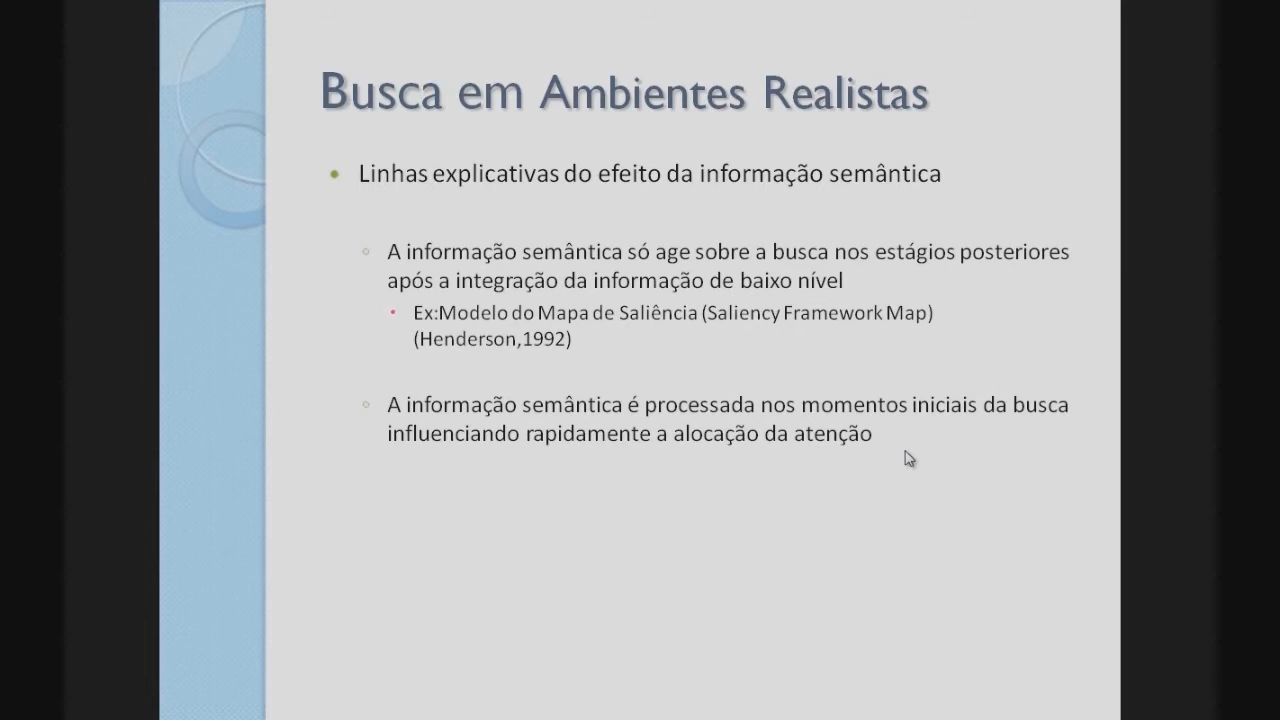 Busca em Ambientes Realistas
Linhas explicativas do efeito da informação semântica
A informação semântica só age sobre a busca nos estágios posteriores
após a integração da informação de baixo nível
Ex:Modelo do Mapa de Saliência (Saliency Framework Map)
(Henderson,1992)
A informação semântica é processada nos momentos iniciais da busca
influenciando rapidamente a alocação da atenção